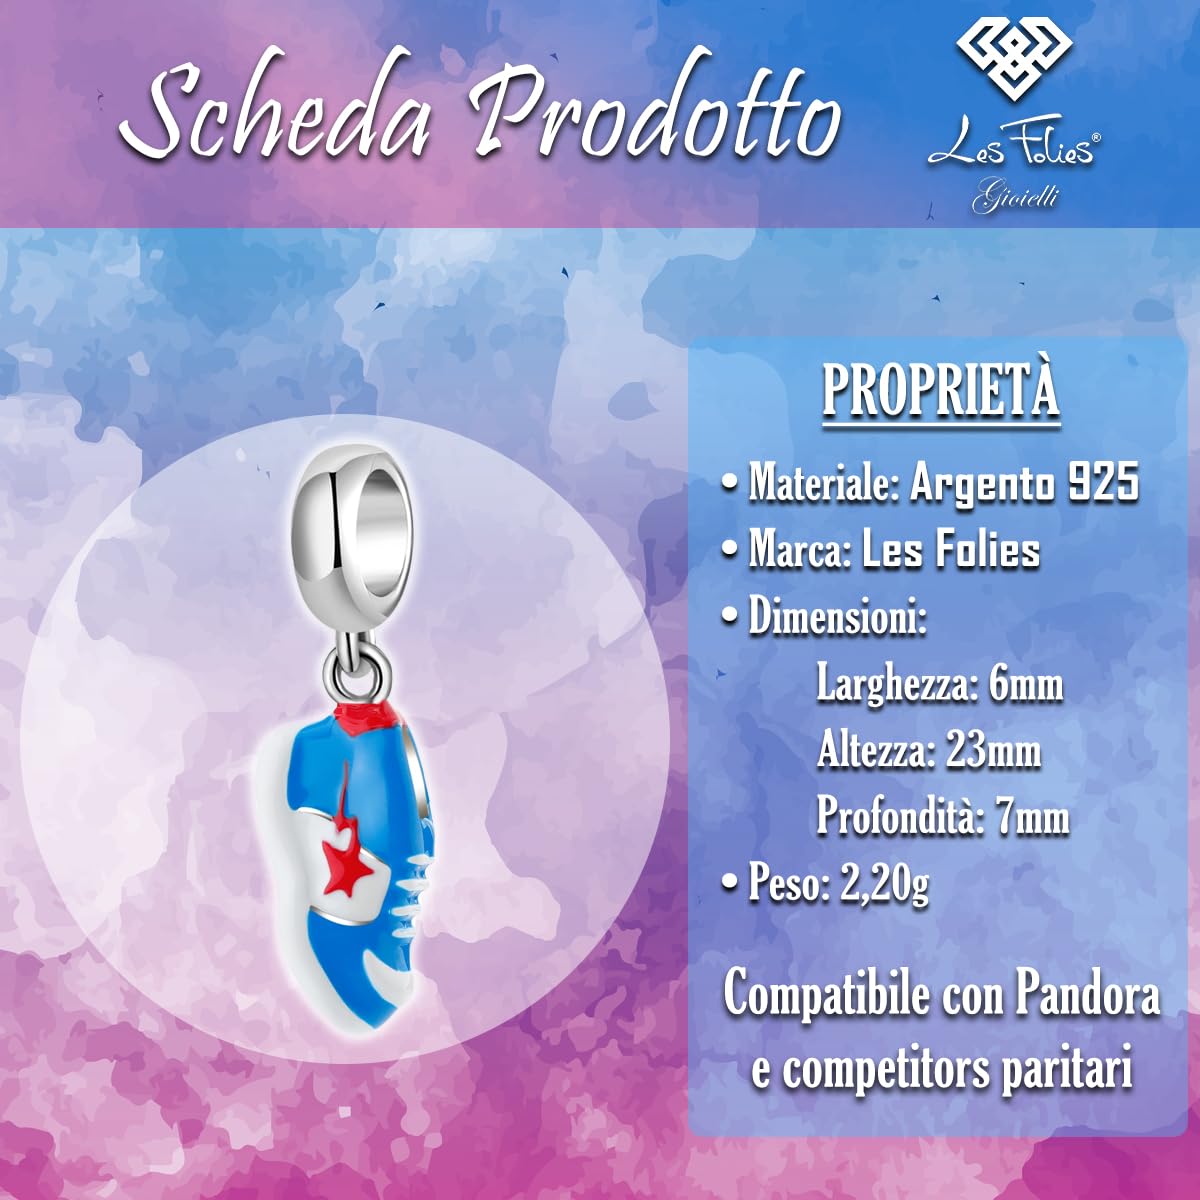 Scheda Prodotto
Les Folies®
Gioielli
PROPRIETÀ
• Materiale: Argento 925
• Marca: Les Folies
• Dimensioni:
Larghezza: 6mm
Altezza: 23mm
Profondità: 7mm
• Peso: 2,20g
Compatibile con Pandora
e competitors paritari